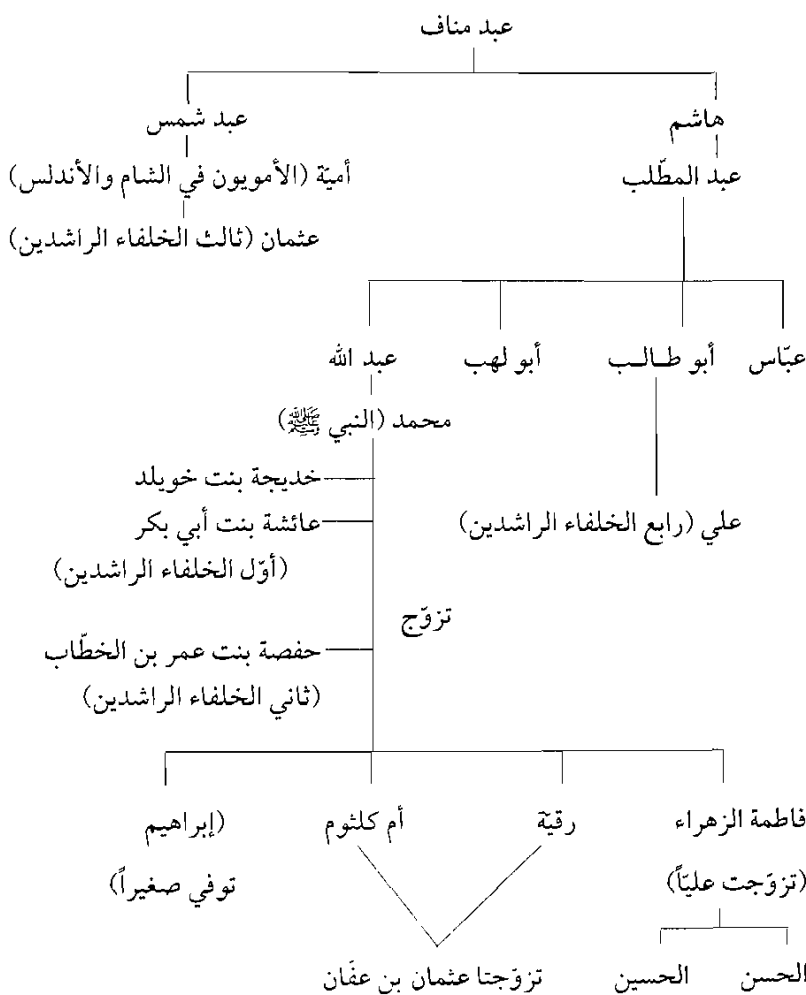 عبد مناف
هاشم
عبد شمس
عبد المطّلب
أميّة (الأمويون في الشام والأندلس)
عثمان (ثالث الخلفاء الراشدين)
عبّاس
أبو طـالـب
أبو لهب
عبد الله
محمد (النبي ﷺ)
خديجة بنت خويلد
عائشة بنت أبي بكر
(أوّل الخلفاء الراشدين)
علي (رابع الخلفاء الراشدين)
تزوّج
حفصة بنت عمر بن الخطّاب
(ثاني الخلفاء الراشدين)
فاطمة الزهراء
رقيّة
أم كلثوم
(إبراهيم
(تزوّجت عليّاً)
توفي صغيراً)
الحسن
الحسين
تزوّجتا عثمان بن عفّان